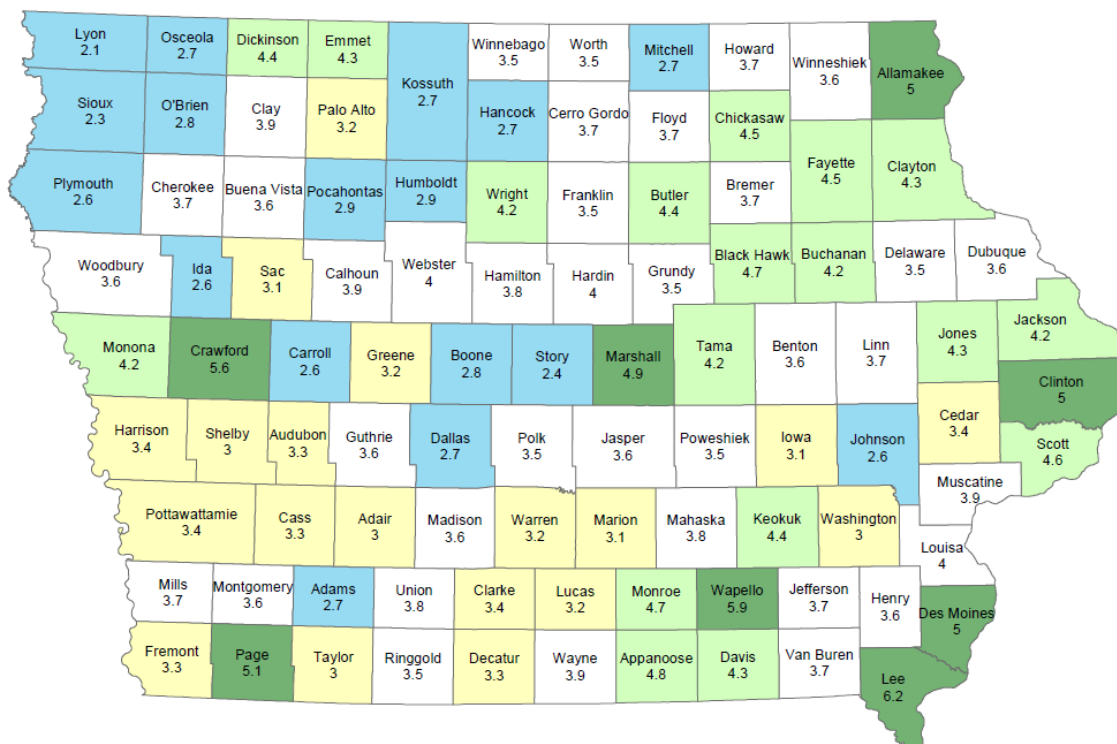 Lyon
2.1
Osceola
2.7
Dickinson
4.4
Emmet
4.3
Kossuth
2.7
Winnebago
3.5
Worth
3.5
Mitchell
2.7
Howard
3.7
Winneshiek
3.6
Allamakee
5
Sioux
2.3
O'Brien
2.8
Clay
3.9
Palo Alto
3.2
Hancock
2.7
Cerro Gordo
3.7
Floyd
3.7
Chickasaw
4.5
Plymouth
2.6
Cherokee
3.7
Buena Vista
3.6
Pocahontas
2.9
Humboldt
2.9
Wright
4.2
Franklin
3.5
Butler
4.4
Bremer
3.7
Fayette
4.5
Clayton
4.3
Woodbury
3.6
Ida
2.6
Sac
3.1
Calhoun
3.9
Webster
4
Hamilton
3.8
Hardin
4
Grundy
3.5
Black Hawk
4.7
Buchanan
4.2
Delaware
3.5
Dubuque
3.6
Monona
4.2
Crawford
5.6
Carroll
2.6
Greene
3.2
Boone
2.8
Story
2.4
Marshall
4.9
Tama
4.2
Benton
3.6
Linn
3.7
Jones
4.3
Jackson
4.2
Clinton
5
Harrison
3.4
Shelby
3
Audubon
3.3
Guthrie
3.6
Dallas
2.7
Polk
3.5
Jasper
3.6
Poweshiek
3.5
Iowa
3.1
Johnson
2.6
Cedar
3.4
Scott
4.6
Muscatine
3.9
Pottawattamie
3.4
Cass
3.3
Adair
3
Madison
3.6
Warren
3.2
Marion
3.1
Mahaska
3.8
Keokuk
4.4
Washington
3
Louisa
4
Mills
3.7
Montgomery
3.6
Adams
2.7
Union
3.8
Clarke
3.4
Lucas
3.2
Monroe
4.7
Wapello
5.9
Jefferson
3.7
Henry
3.6
Des Moines
5
Fremont
3.3
Page
5.1
Taylor
3
Ringgold
3.5
Decatur
3.3
Wayne
3.9
Appanoose
4.8
Davis
4.3
Van Buren
3.7
Lee
6.2